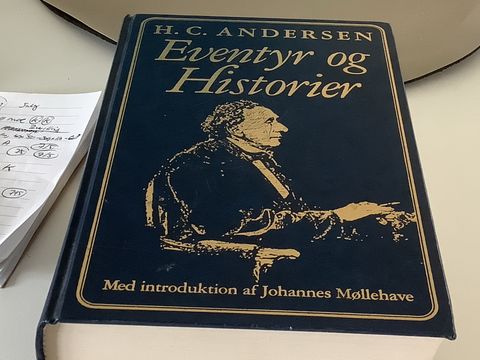 H. C. ANDERSEN
Eventyr og
Historier
Med introduktion af Johannes Møllehave